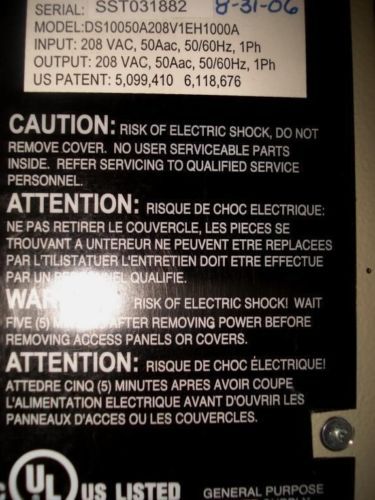 SERIAL: SST031882 8-31-06
MODEL:DS10050A208V1EH1000A
INPUT: 208 VAC, 50Aac, 50/60Hz, 1Ph
OUTPUT: 208 VAC, 50Aac, 50/60Hz, 1Ph
US PATENT: 5,099,410 6,118,676
CAUTION: RISK OF ELECTRIC SHOCK, DO NOT
REMOVE COVER. NO USER SERVICEABLE PARTS
INSIDE. REFER SERVICING TO QUALIFIED SERVICE
PERSONNEL.
ATTENTION: RISQUE DE CHOC ELECTRIQUE:
NE PAS RETIRER LE COUVERCLE, LES PIECES SE
TROUVANT A UNTEREUR NE PEUVENT ETRE REPLACEES
PAR L'TILISTATUER L'ENTRETIEN DOIT ETRE EFFECTUE
PAR UN QUALIFIE.
RISK OF ELECTRIC SHOCK! WAIT
FIVE (5) AFTER REMOVING POWER BEFORE
REMOVING ACCESS PANELS OR COVERS.
ATTENTION: RISQUE DE CHOC ÉLECTRIQUE!
ATTEDRE CINQ (5) MINUTES APRES AVOIR COUPE
L'ALIMENTATION ELECTRIQUE AVANT D'OUVRIR LES
PANNEAUX D'ACCES OU LES COUVERCLES.
C UL US LISTED GENERAL PURPOSE